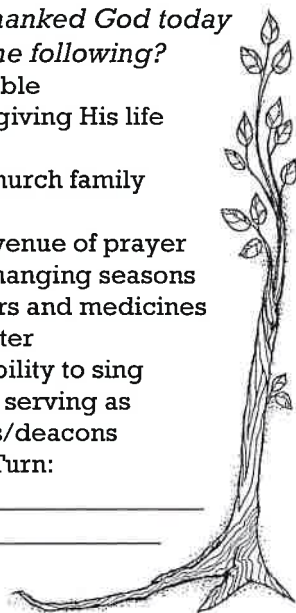 hanked God today
he following?
ble
giving His life
hurch family
venue of prayer
hanging seasons
rs and medicines
ter
bility to sing
serving as
s/deacons
Turn: